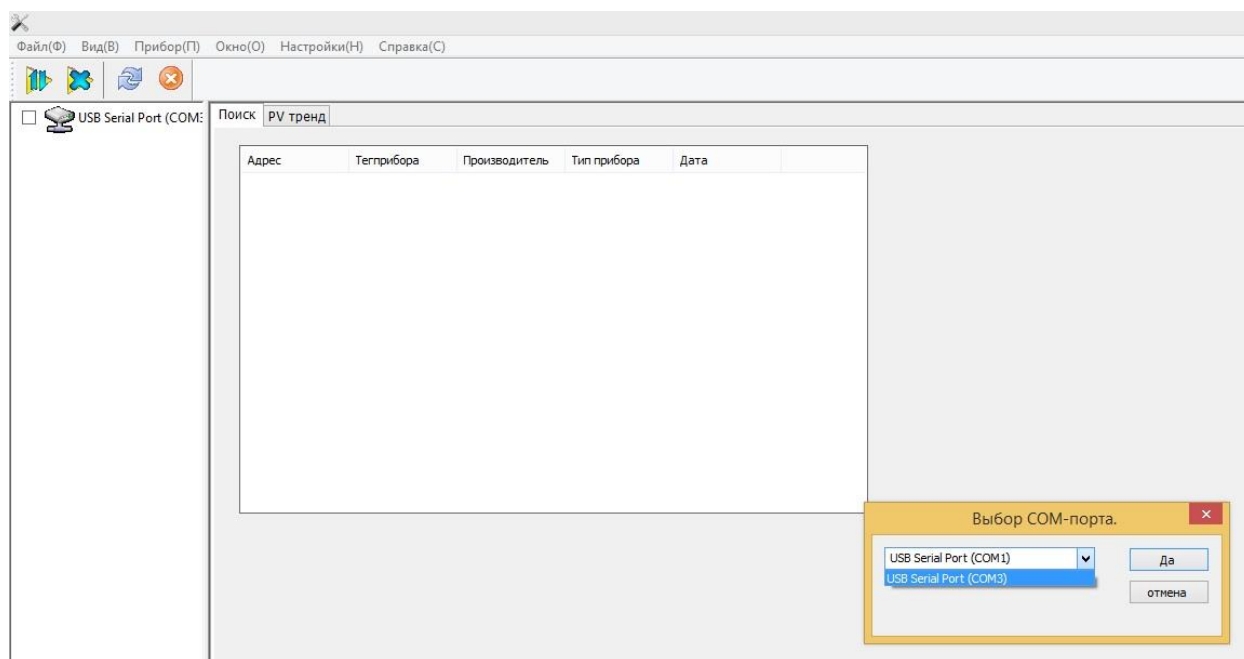 Файл(Ф) Вид(В) Прибор(П) Окно(О) Настройки(Н) Справка(С)
USB Serial Port (COM3
Поиск PV тренд
Адрес Тегприбора Производитель Тип прибора Дата
Выбор COM-порта.
USB Serial Port (COM1) Да
USB Serial Port (COM3)
отмена